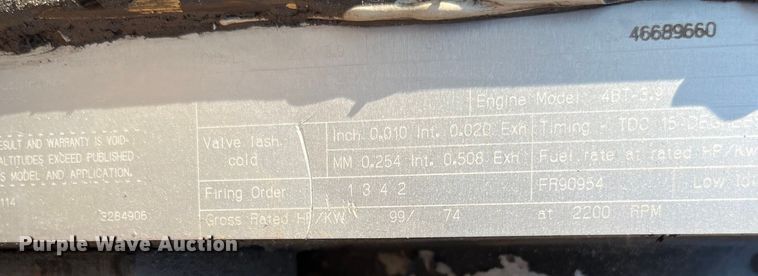 46689660
Engine Model 4BT-3.9
RESULT AND WARRANTY IS VOID-
ALTITUDES EXCEED PUBLISHED
S MODEL AND APPLICATION.
114
3284906
Valve lash cold
Inch 0.010 Int. 0.020 Exh
MM 0.254 Int. 0.508 Exh
Timing - TDC
Fuel rate at rated HP/Kw
Firing Order 1 3 4 2
FR90954 Low Id
Gross Rated HP/KW 99/ 74 at 2200 RPM
Purple Wave Auction